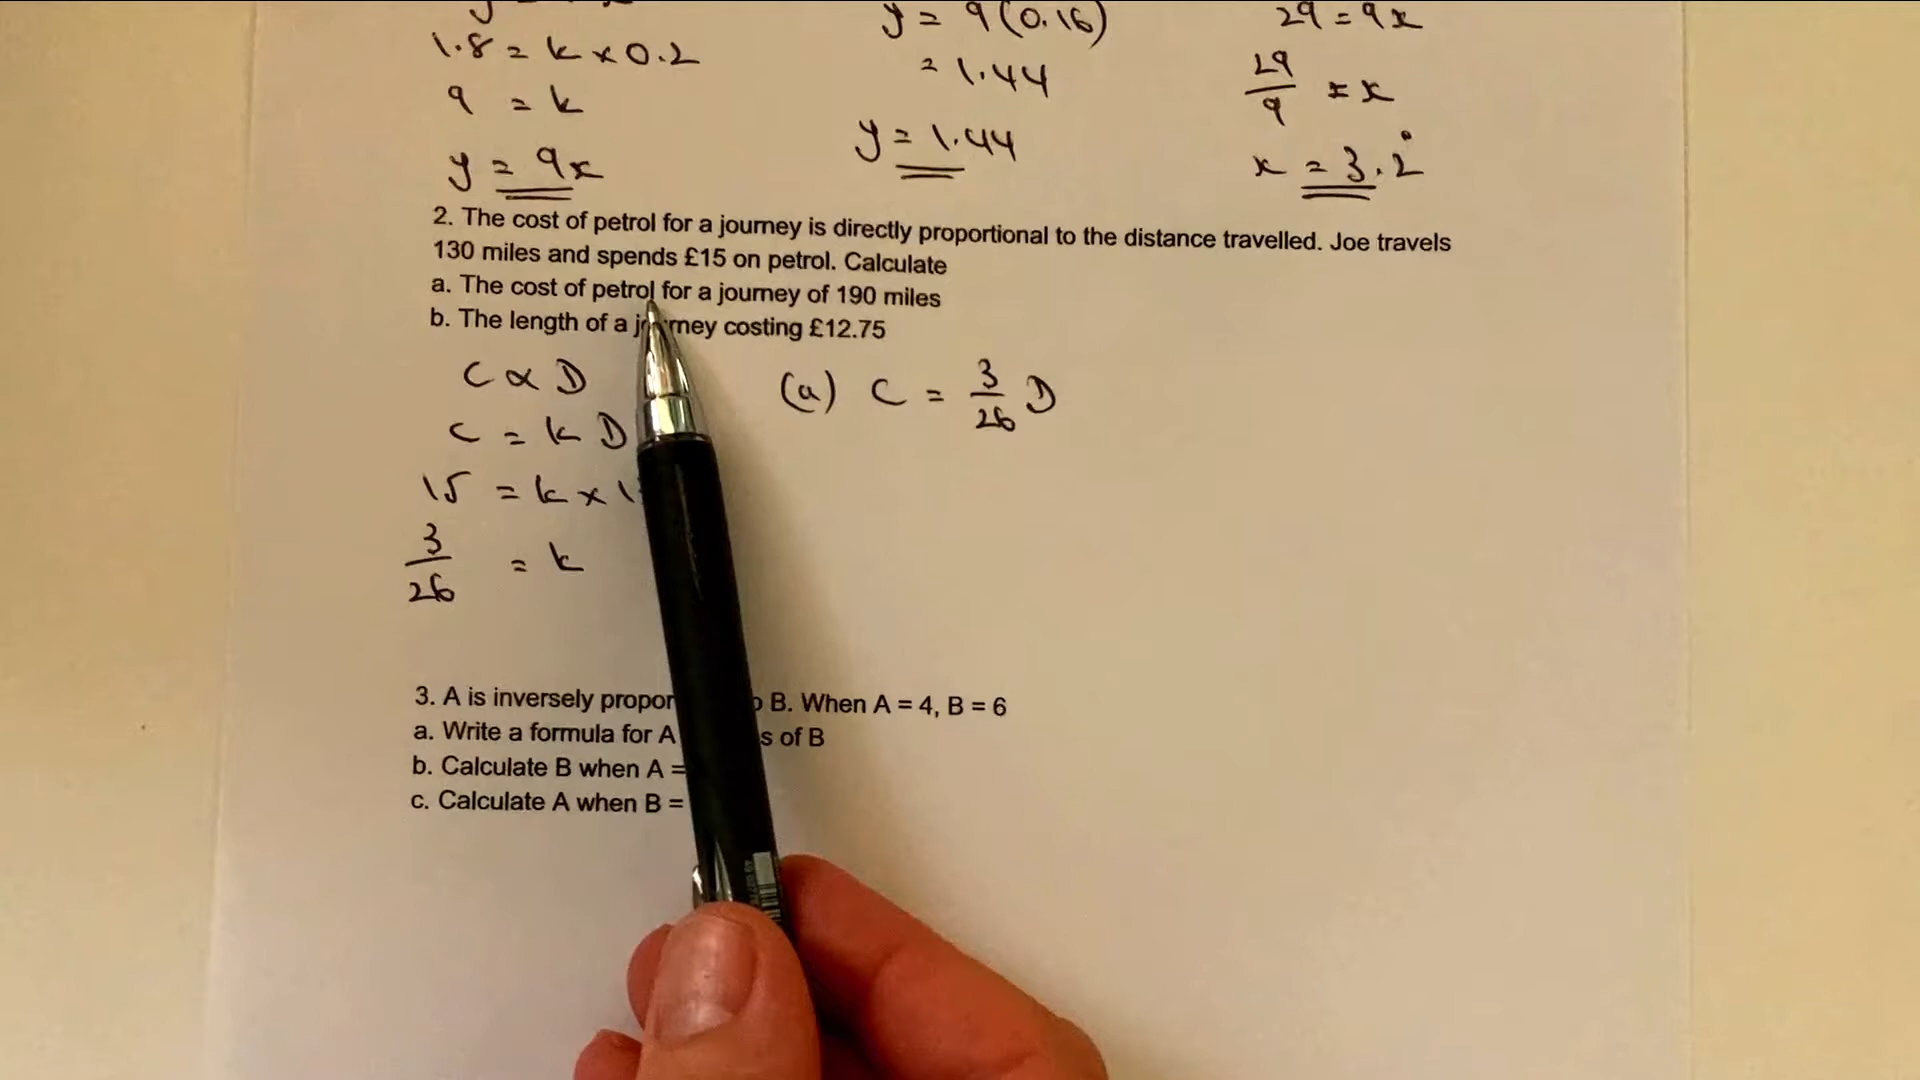 1.8 = k x 0.2
9 = k
y = 9x
y = 9(0.16)
= 1.44
y = 1.44
29 = 9x
29/9 = x
x = 3.2̇
2. The cost of petrol for a journey is directly proportional to the distance travelled. Joe travels
130 miles and spends £15 on petrol. Calculate
a. The cost of petrol for a journey of 190 miles
b. The length of a journey costing £12.75
C ∝ D
C = k D
15 = k x 1
3/26 = k
(a) C = 3/26 D
3. A is inversely propor B. When A = 4, B = 6
a. Write a formula for A s of B
b. Calculate B when A =
c. Calculate A when B =